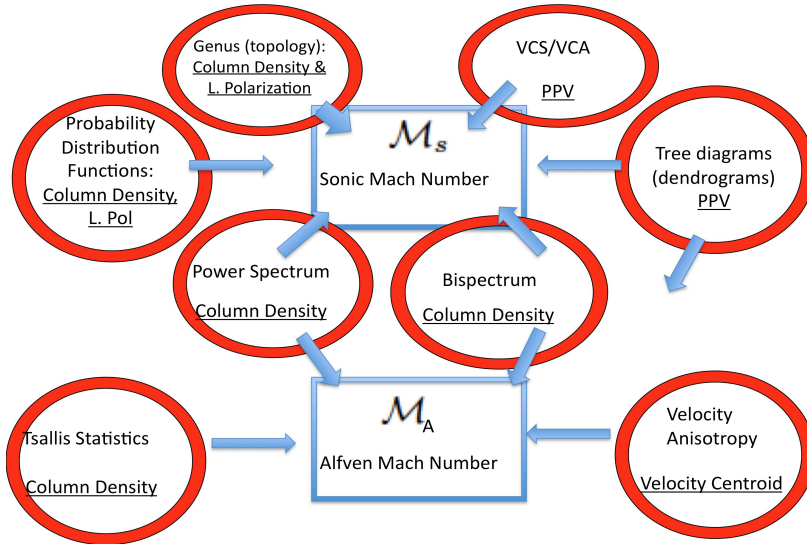 Genus (topology):
Column Density &
L. Polarization
VCS/VCA
PPV
Probability
Distribution
Functions:
Column Density,
L. Pol
ℳₛ
Sonic Mach Number
Tree diagrams
(dendrograms)
PPV
Power Spectrum
Column Density
Bispectrum
Column Density
Tsallis Statistics
Column Density
ℳ_A
Alfven Mach Number
Velocity
Anisotropy
Velocity Centroid